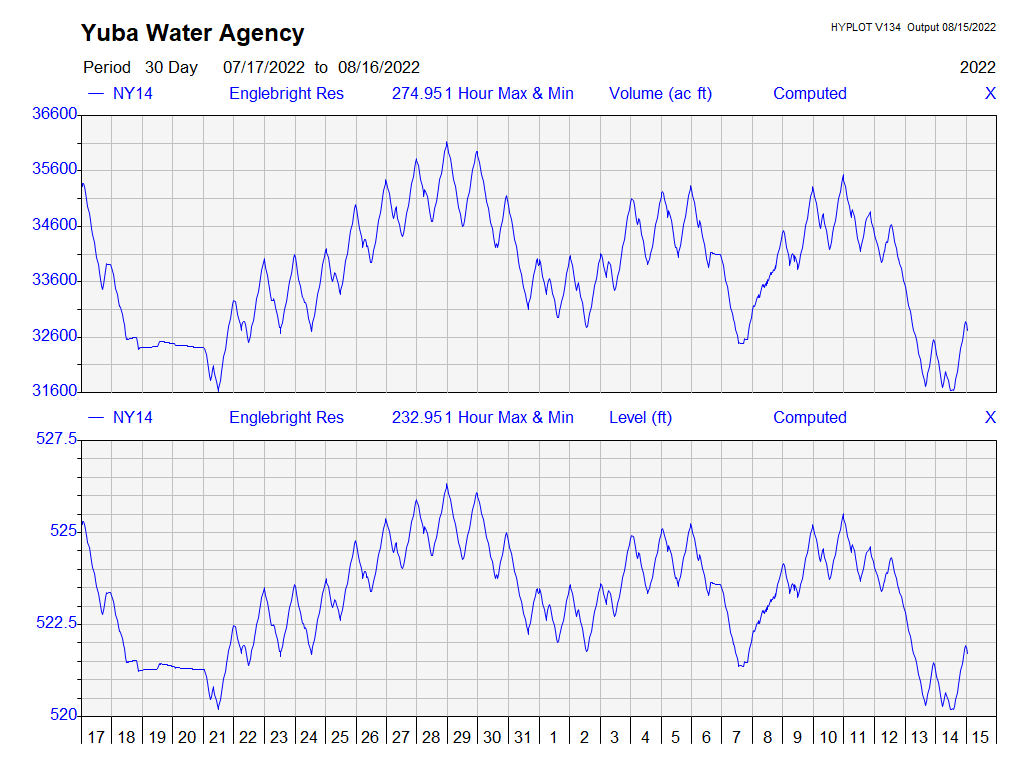 Yuba Water Agency
HYPLOT V134 Output 08/15/2022
Period 30 Day 07/17/2022 to 08/16/2022 2022
NY14 Englebright Res 274.951 Hour Max & Min Volume (ac ft) Computed X
36600
35600
34600
33600
32600
31600
NY14 Englebright Res 232.951 Hour Max & Min Level (ft) Computed X
527.5
525
522.5
520
17 18 19 20 21 22 23 24 25 26 27 28 29 30 31 1 2 3 4 5 6 7 8 9 10 11 12 13 14 15